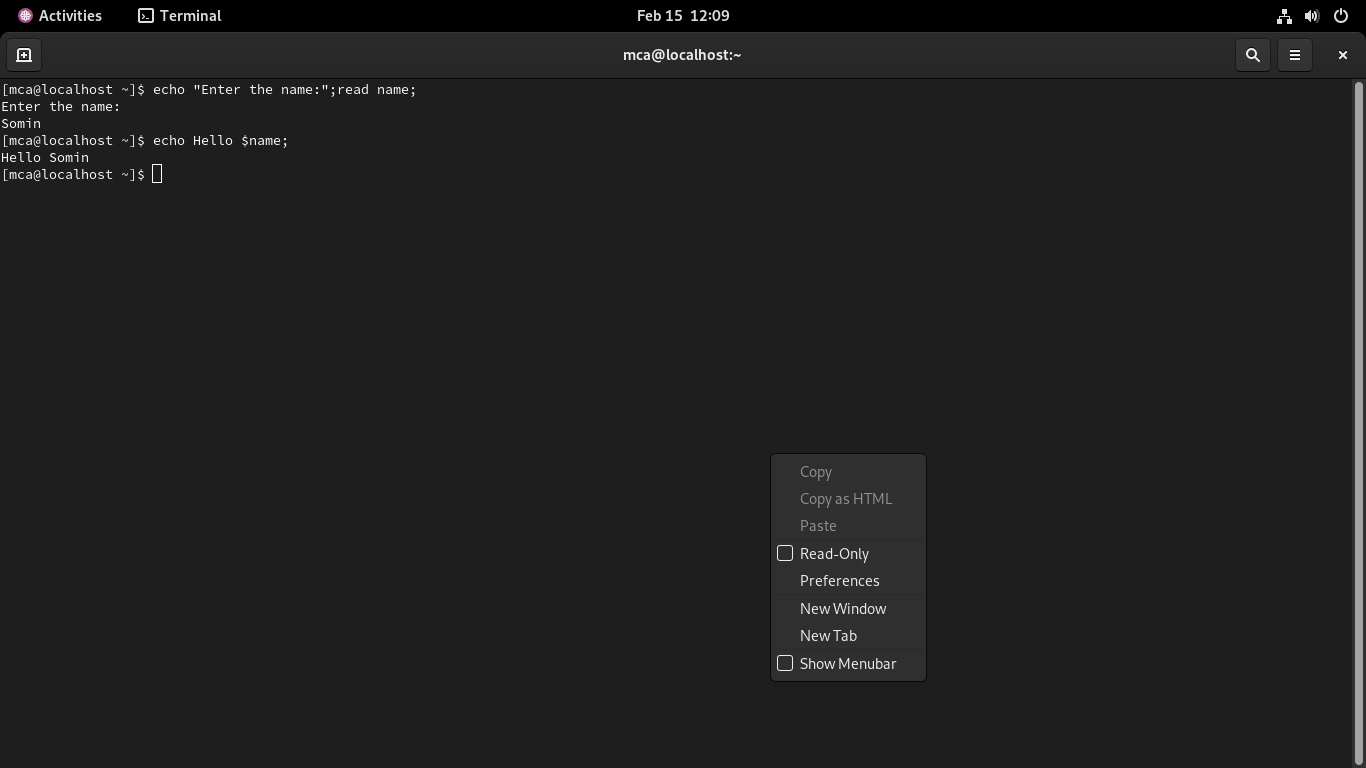 Activities Terminal Feb 15 12:09
mca@localhost:~
[mca@localhost ~]$ echo "Enter the name:";read name;
Enter the name:
Somin
[mca@localhost ~]$ echo Hello $name;
Hello Somin
[mca@localhost ~]$
Copy
Copy as HTML
Paste
Read-Only
Preferences
New Window
New Tab
Show Menubar